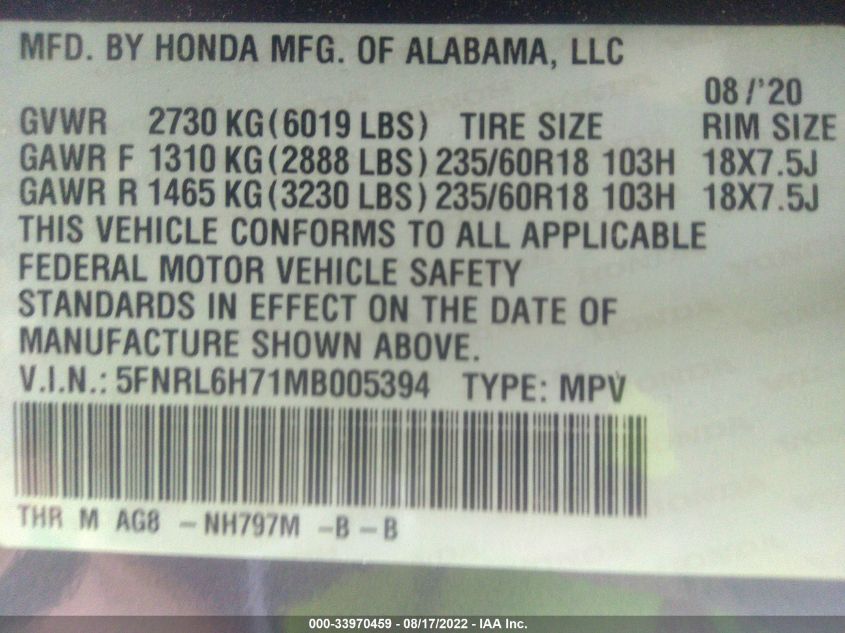 MFD. BY HONDA MFG. OF ALABAMA, LLC
08/'20
GVWR 2730 KG(6019 LBS) TIRE SIZE RIM SIZE
GAWR F 1310 KG(2888 LBS) 235/60R18 103H 18X7.5J
GAWR R 1465 KG(3230 LBS) 235/60R18 103H 18X7.5J
THIS VEHICLE CONFORMS TO ALL APPLICABLE
FEDERAL MOTOR VEHICLE SAFETY
STANDARDS IN EFFECT ON THE DATE OF
MANUFACTURE SHOWN ABOVE.
V.I.N.: 5FNRL6H71MB005394 TYPE: MPV
THR M AG8 -NH797M -B-B
000-33970459 - 08/17/2022 - IAA Inc.